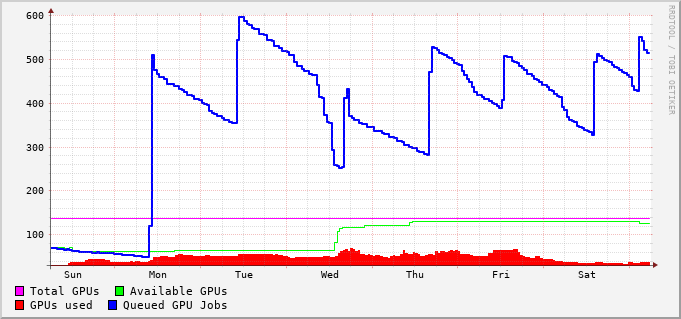 600
500
400
300
200
100
Sun Mon Tue Wed Thu Fri Sat
Total GPUs Available GPUs
GPUs used Queued GPU Jobs
RRDTOOL / TOBI OETIKER